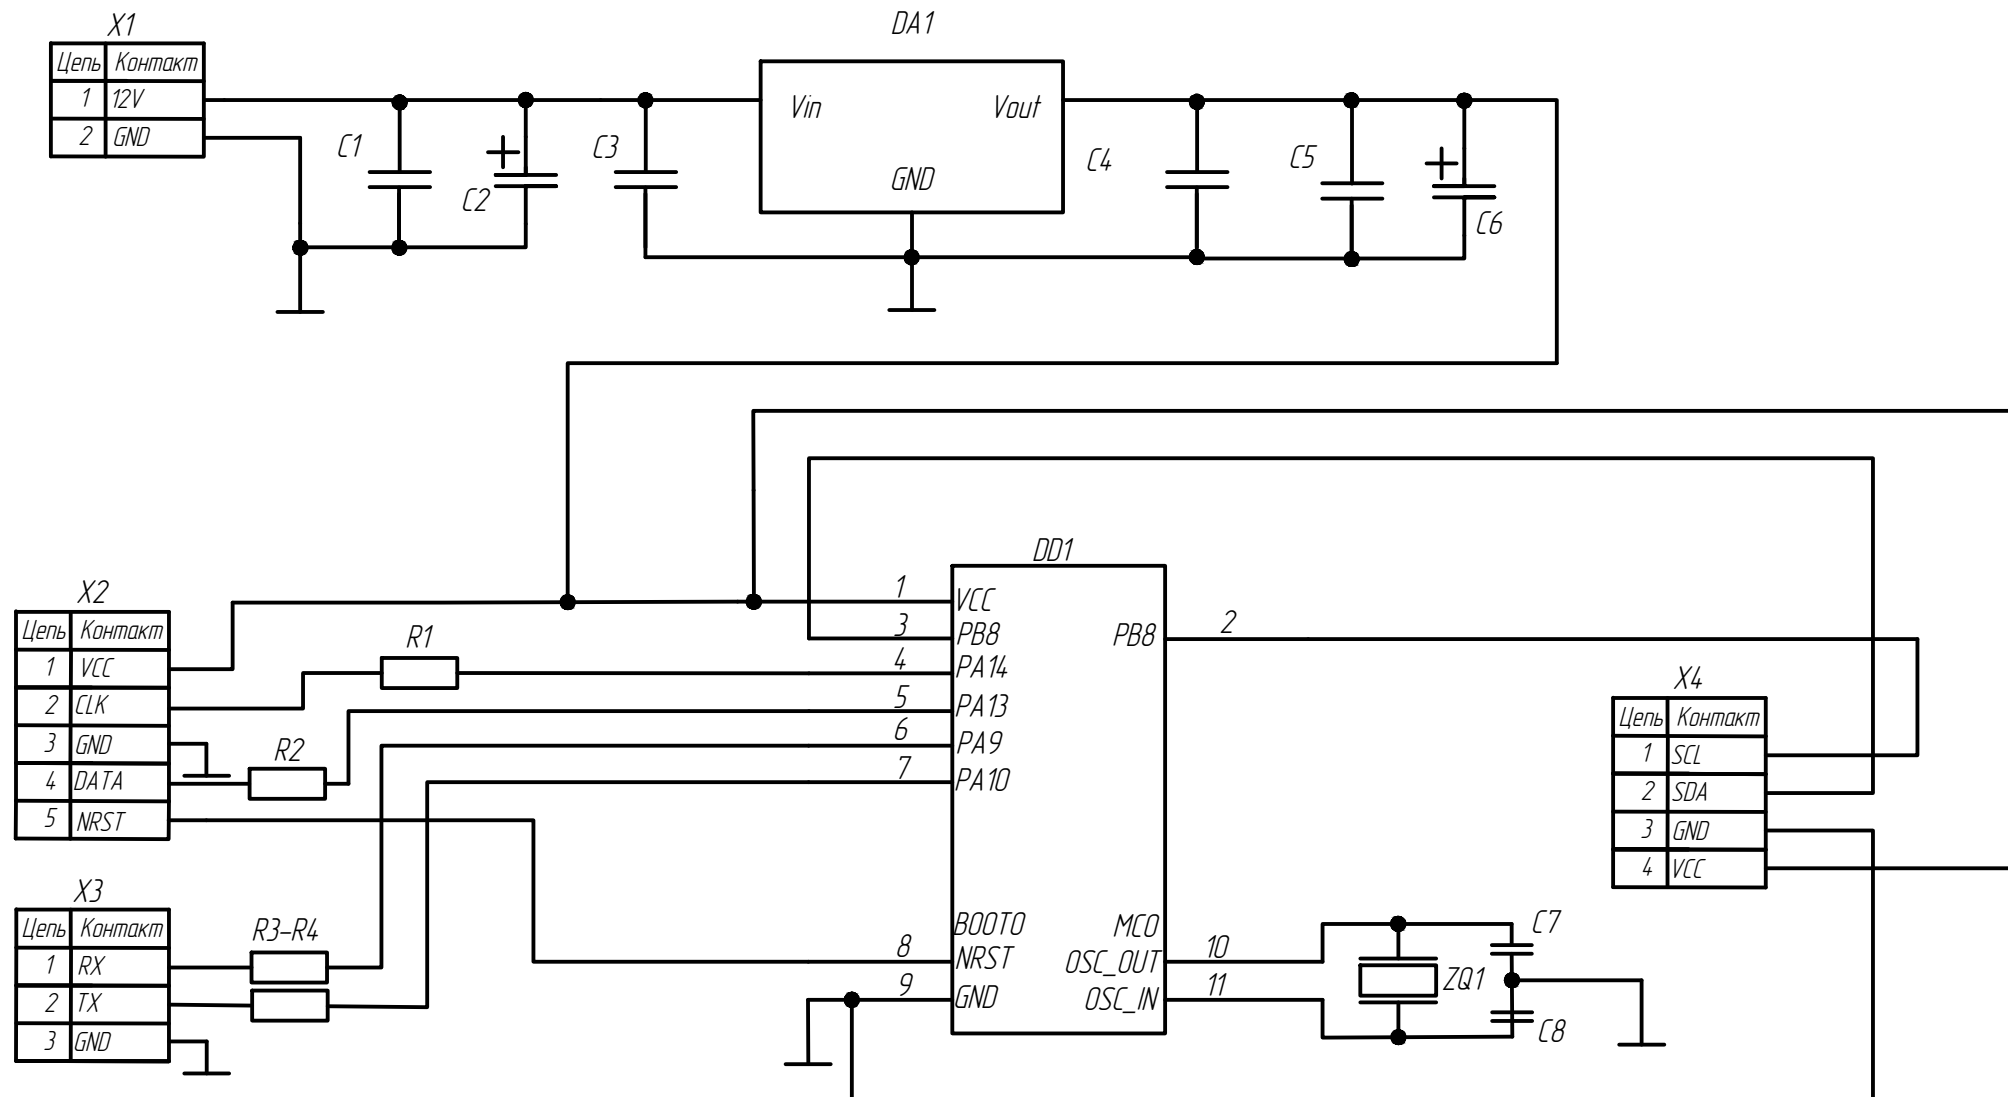 X1
Цепь Контакт
1 12V
2 GND
C1
C2
C3
DA1
Vin
Vout
GND
C4
C5
C6
X2
Цепь Контакт
1 VCC
2 CLK
3 GND
4 DATA
5 NRST
R1
R2
X3
Цепь Контакт
1 RX
2 TX
3 GND
R3-R4
DD1
1 VCC
3 PB8
4 PA14
5 PA13
6 PA9
7 PA10
BOOT0
8 NRST
9 GND
PB8 2
MCO
OSC_OUT 10
OSC_IN 11
ZQ1
C7
C8
X4
Цепь Контакт
1 SCL
2 SDA
3 GND
4 VCC